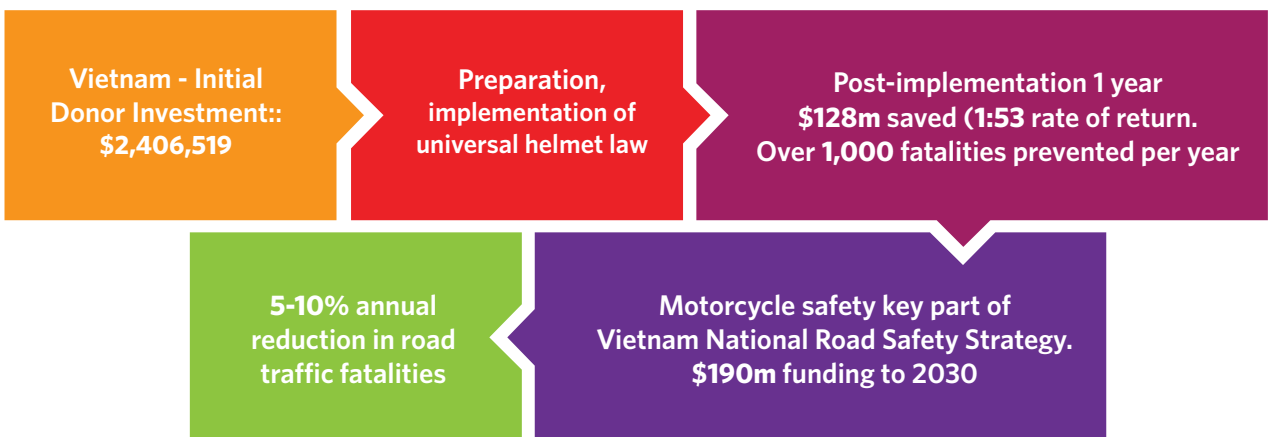 Vietnam - Initial
Donor Investment::
$2,406,519
Preparation,
implementation of
universal helmet law
Post-implementation 1 year
$128m saved (1:53 rate of return.
Over 1,000 fatalities prevented per year
Motorcycle safety key part of
Vietnam National Road Safety Strategy.
$190m funding to 2030
5-10% annual
reduction in road
traffic fatalities